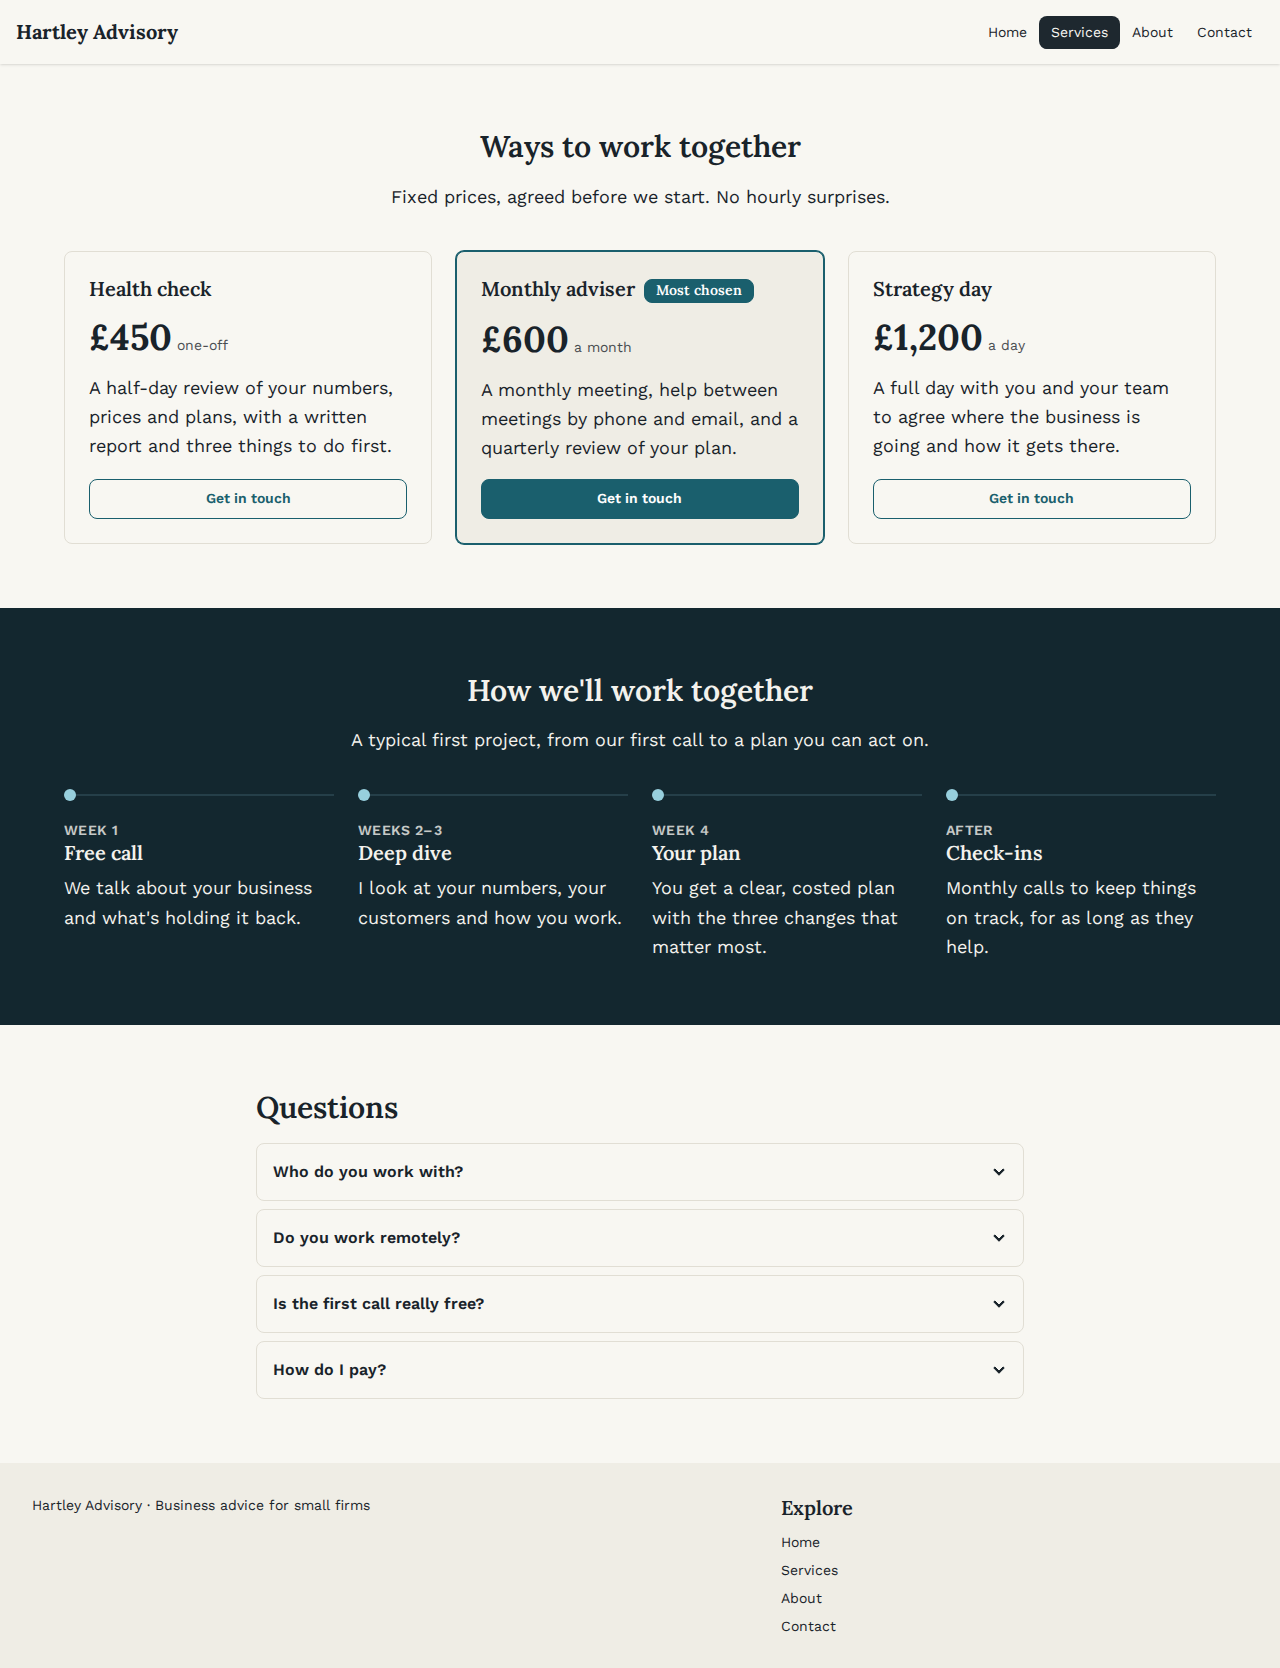 Hartley Advisory
Home Services About Contact
Ways to work together
Fixed prices, agreed before we start. No hourly surprises.
Health check
£450 one-off
A half-day review of your numbers,
prices and plans, with a written
report and three things to do first.
Get in touch
Monthly adviser Most chosen
£600 a month
A monthly meeting, help between
meetings by phone and email, and a
quarterly review of your plan.
Get in touch
Strategy day
£1,200 a day
A full day with you and your team
to agree where the business is
going and how it gets there.
Get in touch
How we'll work together
A typical first project, from our first call to a plan you can act on.
WEEK 1
Free call
We talk about your business
and what's holding it back.
WEEKS 2–3
Deep dive
I look at your numbers, your
customers and how you work.
WEEK 4
Your plan
You get a clear, costed plan
with the three changes that
matter most.
AFTER
Check-ins
Monthly calls to keep things
on track, for as long as they
help.
Questions
Who do you work with?
Do you work remotely?
Is the first call really free?
How do I pay?
Hartley Advisory · Business advice for small firms
Explore
Home
Services
About
Contact